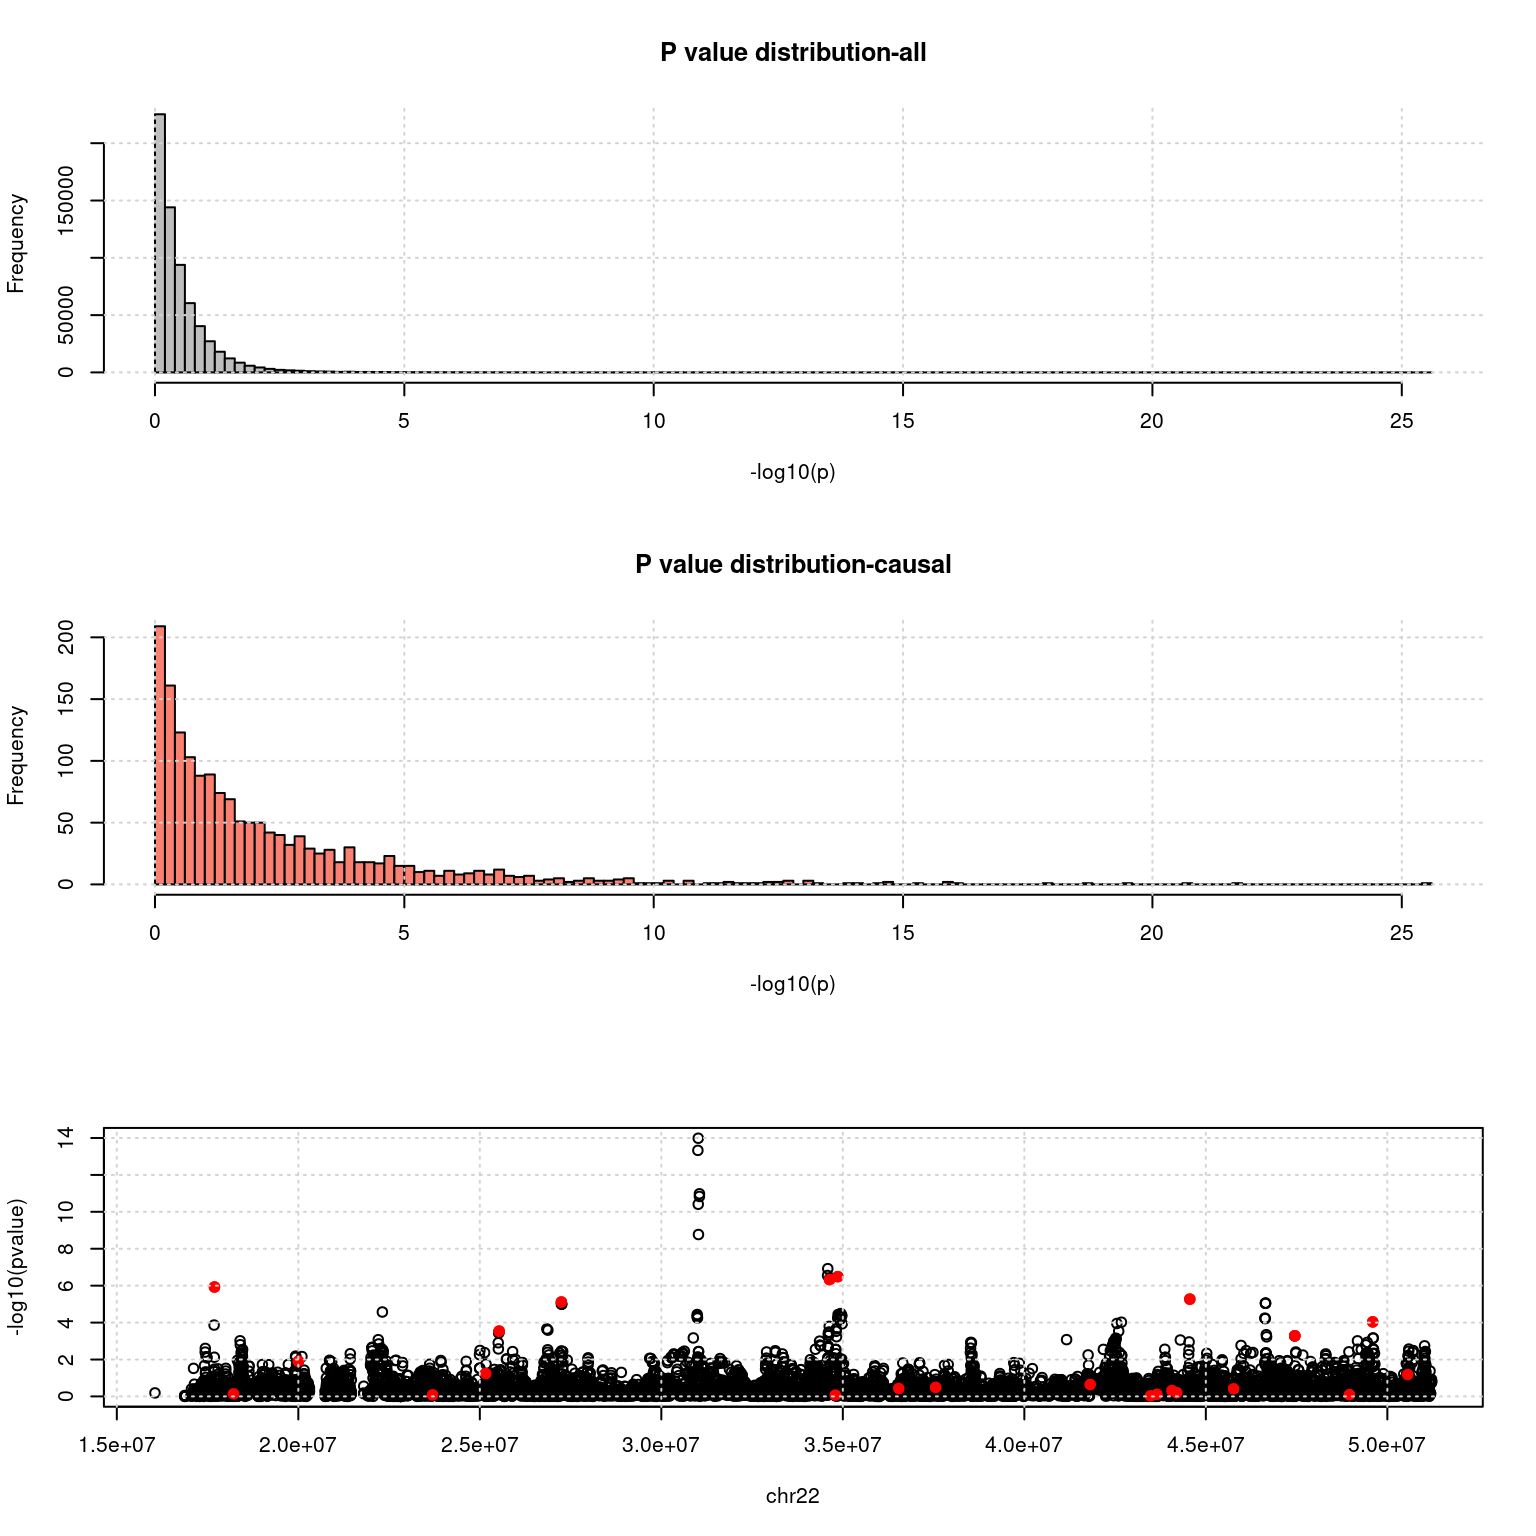 P value distribution-all
Frequency
150000
50000
0
0 5 10 15 20 25
-log10(p)
P value distribution-causal
Frequency
200
150
100
50
0
0 5 10 15 20 25
-log10(p)
-log10(pvalue)
14
10
8
6
4
2
0
1.5e+07 2.0e+07 2.5e+07 3.0e+07 3.5e+07 4.0e+07 4.5e+07 5.0e+07
chr22